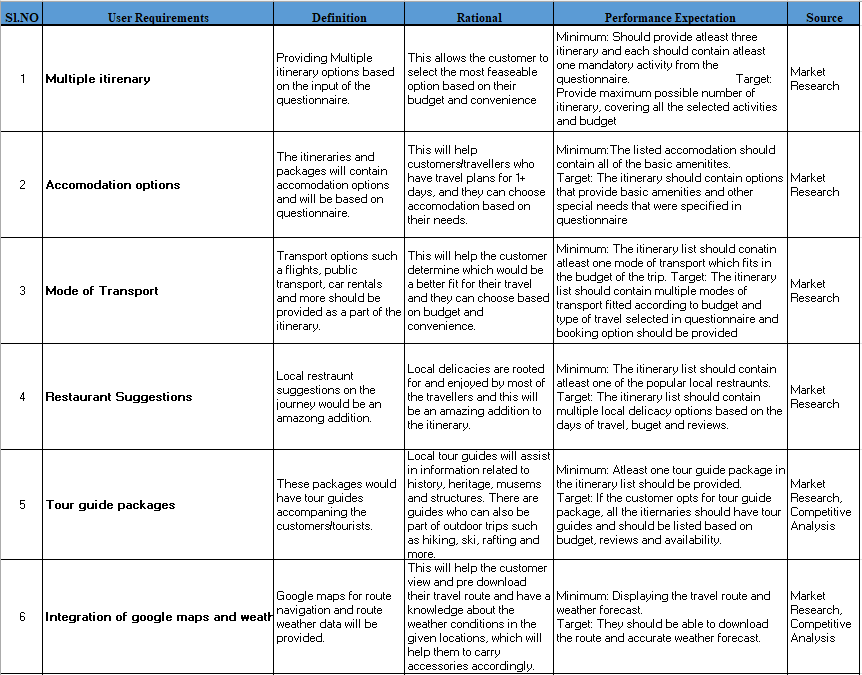 Sl.NO User Requirements Definition Rational Performance Expectation Source
1
Multiple itirenary
Providing Multiple
itinerary options based
on the input of the
questionnaire.
This allows the customer to
select the most feaseable
option based on their
budget and convenience
Minimum: Should provide atleast three
itinerary and each should contain atleast
one mandatory activity from the
questionnaire. Target:
Provide maximum possible number of
itinerary, covering all the selected activities
and budget
Market
Research
2
Accomodation options
The itineraries and
packages will contain
accomodation options
and will be based on
questionnaire.
This will help
customers/travellers who
have travel plans for 1+
days, and they can choose
accomodation based on
their needs.
Minimum:The listed accomodation should
contain all of the basic amenitites.
Target: The itinerary should contain options
that provide basic amenities and other
special needs that were specified in
questionnaire
Market
Research
3
Mode of Transport
Transport options such
a flights, public
transport, car rentals
and more should be
provided as a part of the
itinerary.
This will help the customer
determine which would be
a better fit for their travel
and they can choose based
on budget and
convenience.
Minimum: The itinerary list should conatin
atleast one mode of transport which fits in
the budget of the trip. Target: The itinerary
list should contain multiple modes of
transport fitted according to budget and
type of travel selected in questionnaire and
booking option should be provided
Market
Research
4
Restaurant Suggestions
Local restraunt
suggestions on the
journey would be an
amazong addition.
Local delicacies are rooted
for and enjoyed by most of
the travellers and this will
be an amazing addition to
the itinerary.
Minimum: The itinerary list should contain
atleast one of the popular local restraunts.
Target: The itinerary list should contain
multiple local delicacy options based on the
days of travel, buget and reviews.
Market
Research
5
Tour guide packages
These packages would
have tour guides
accompaning the
customers/tourists.
Local tour guides will assist
in information related to
history, heritage, musems
and structures. There are
guides who can also be
part of outdoor trips such
as hiking, ski, rafting and
more.
Minimum: Atleast one tour guide package in
the itinerary list should be provided.
Target: If the customer opts for tour guide
package, all the itiernaries should have tour
guides and should be listed based on
budget, reviews and availability.
Market
Research,
Competitive
Analysis
6
Integration of google maps and weath
Google maps for route
navigation and route
weather data will be
provided.
This will help the customer
view and pre download
their travel route and have a
knowledge about the
weather conditions in the
given locations, which will
help them to carry
accessories accordingly.
Minimum: Displaying the travel route and
weather forecast.
Target: They should be able to download
the route and accurate weather forecast.
Market
Research,
Competitive
Analysis